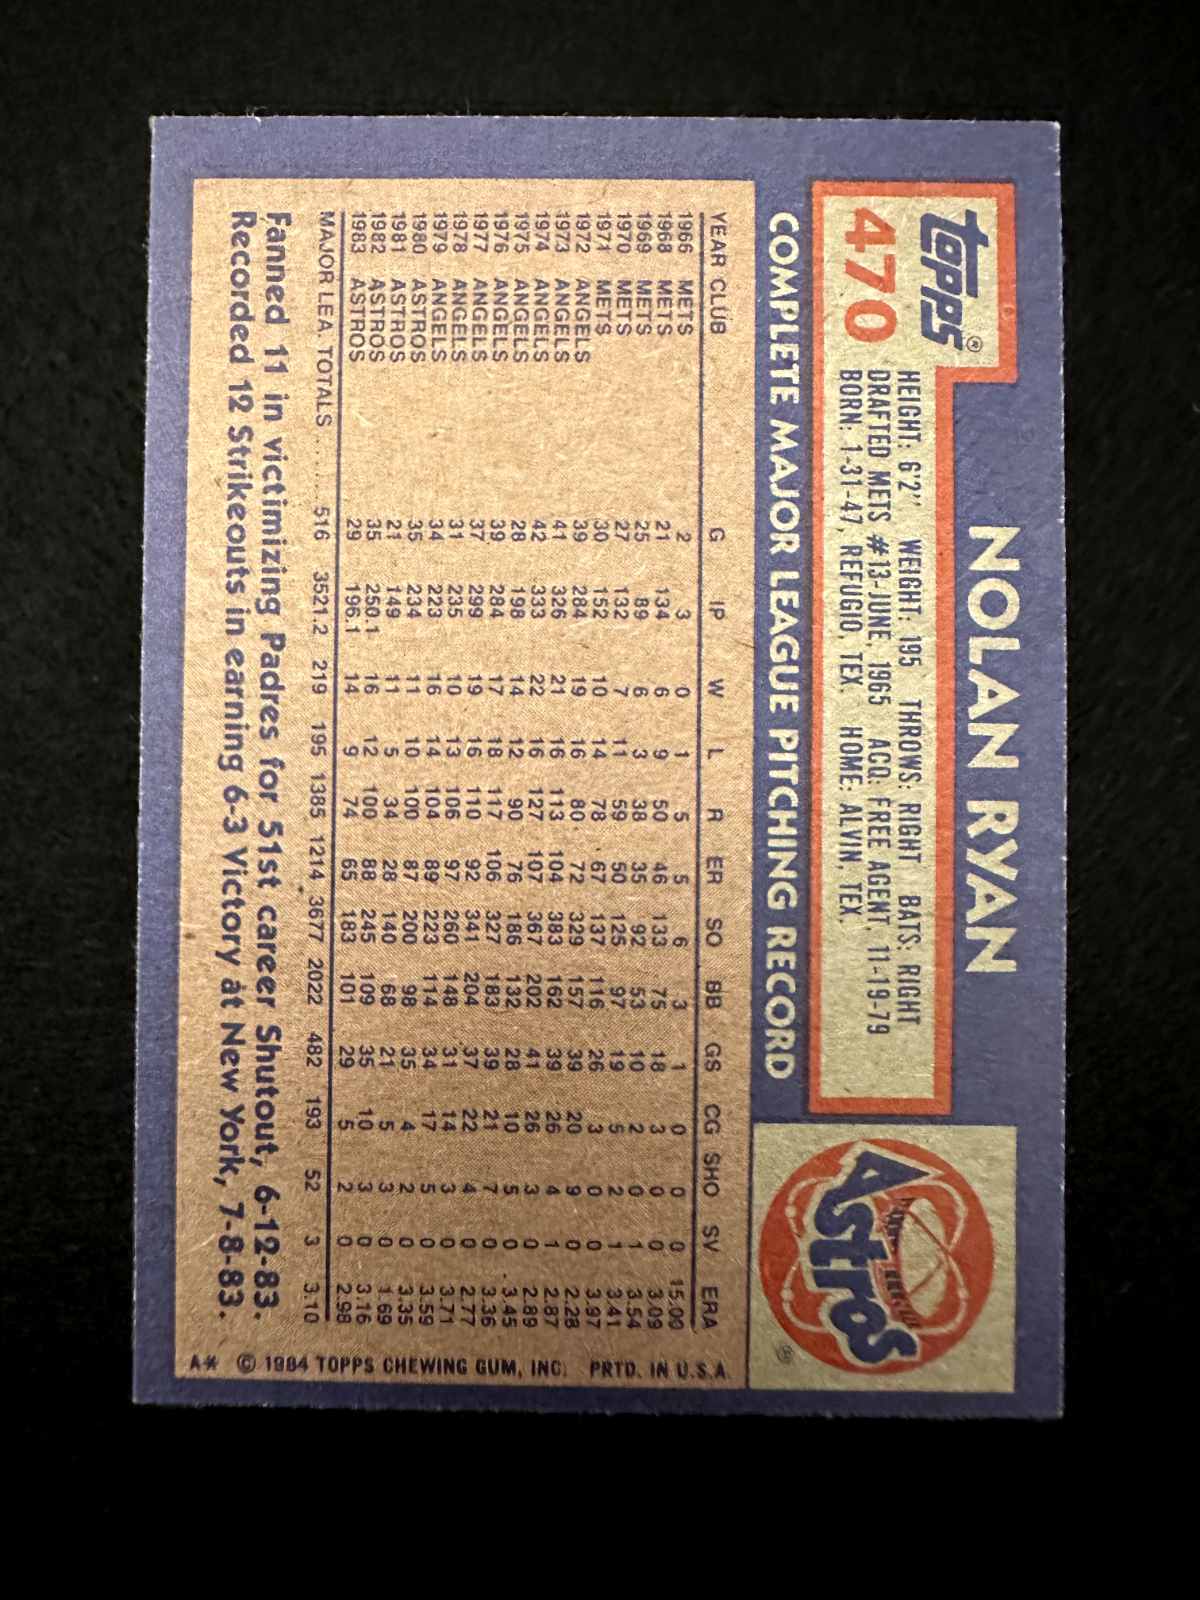 Topps®
470
NOLAN RYAN
HEIGHT: 6'2" WEIGHT: 195 THROWS: RIGHT BATS: RIGHT
DRAFTED METS #13-JUNE, 1965 ACQ: FREE AGENT, 11-19-79
BORN: 1-31-47, REFUGIO, TEX. HOME: ALVIN, TEX.
Astros
®
COMPLETE MAJOR LEAGUE PITCHING RECORD
YEAR CLUB G IP W L R ER SO BB GS CG SHO SV ERA
1966 METS 2 3 0 1 5 5 6 3 1 0 0 0 15.00
1968 METS 21 134 6 9 50 46 133 75 18 3 0 0 3.09
1969 METS 25 89 6 3 38 35 92 53 10 2 0 1 3.54
1970 METS 27 132 7 11 59 50 125 97 19 5 2 1 3.41
1971 METS 30 152 10 14 78 67 137 116 26 3 0 0 3.97
1972 ANGELS 39 284 19 16 80 72 329 157 39 20 9 0 2.28
1973 ANGELS 41 326 21 16 113 104 383 162 39 26 4 1 2.87
1974 ANGELS 42 333 22 16 127 107 367 202 41 26 3 0 2.89
1975 ANGELS 28 198 14 12 90 76 186 132 28 10 5 0 3.45
1976 ANGELS 39 284 17 18 117 106 327 183 39 21 7 0 3.36
1977 ANGELS 37 299 19 16 110 92 341 204 37 22 4 0 2.77
1978 ANGELS 31 235 10 13 106 97 260 148 31 14 3 0 3.71
1979 ANGELS 34 223 16 14 104 89 223 114 34 17 5 0 3.59
1980 ASTROS 35 234 11 10 100 87 200 98 35 4 2 0 3.35
1981 ASTROS 21 149 11 5 34 28 140 68 21 5 3 0 1.69
1982 ASTROS 35 250.1 16 12 100 88 245 109 35 10 3 0 3.16
1983 ASTROS 29 196.1 14 9 74 65 183 101 29 5 2 0 2.98
MAJOR LEA. TOTALS ......516 3521.2 219 195 1385 1214 3677 2022 482 193 52 3 3.10
Fanned 11 in victimizing Padres for 51st career Shutout, 6-12-83.
Recorded 12 Strikeouts in earning 6-3 Victory at New York, 7-8-83.
A* © 1984 TOPPS CHEWING GUM, INC. PRTD. IN U.S.A.